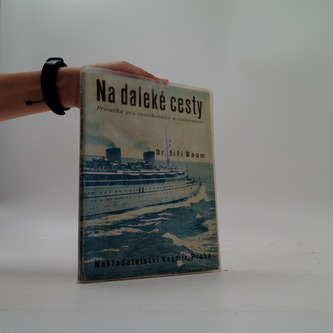 Na daleké cesty
Příručka pro vystěhovalce a cestovatele
Dr. Jiří Baum
Nakladatelství Vesmír, Praha